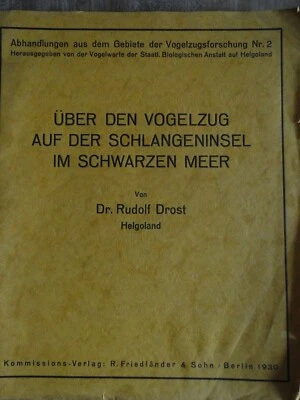 Abhandlungen aus dem Gebiete der Vogelzugsforschung Nr. 2
Herausgegeben von der Vogelwarte der Staatl. Biologischen Anstalt auf Helgoland
ÜBER DEN VOGELZUG
AUF DER SCHLANGENINSEL
IM SCHWARZEN MEER
Von
Dr. Rudolf Drost
Helgoland
Kommissions-Verlag: R. Friedländer & Sohn · Berlin 1930